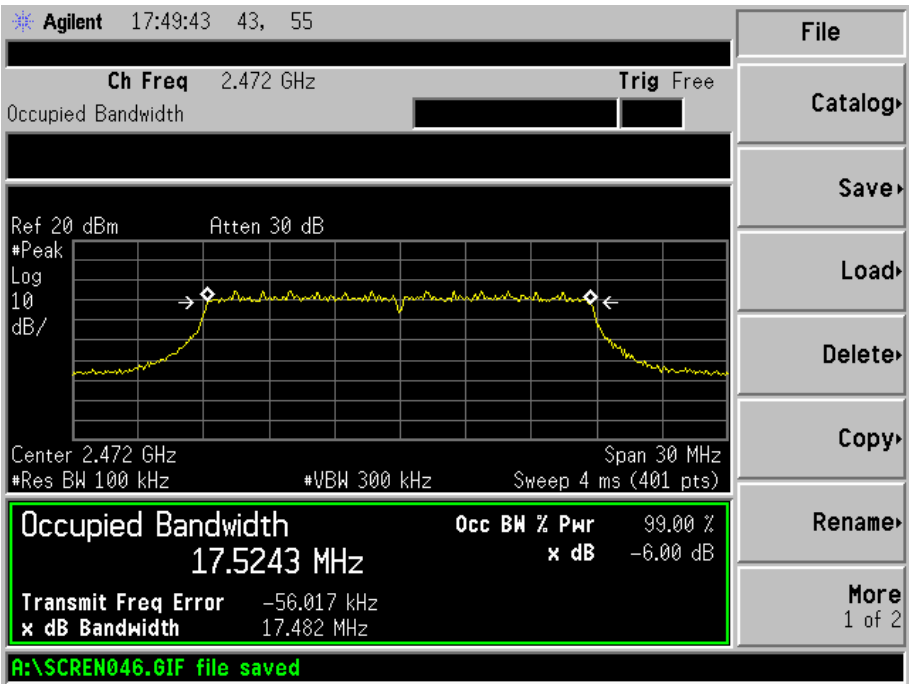 Agilent 17:49:43 43, 55
Ch Freq 2.472 GHz Trig Free
Occupied Bandwidth
Ref 20 dBm Atten 30 dB
#Peak
Log
10
dB/
Center 2.472 GHz Span 30 MHz
#Res BW 100 kHz #VBW 300 kHz Sweep 4 ms (401 pts)
Occupied Bandwidth Occ BW % Pwr 99.00 %
17.5243 MHz x dB -6.00 dB
Transmit Freq Error -56.017 kHz
x dB Bandwidth 17.482 MHz
A:\SCREN046.GIF file saved
File
Catalog
Save
Load
Delete
Copy
Rename
More
1 of 2